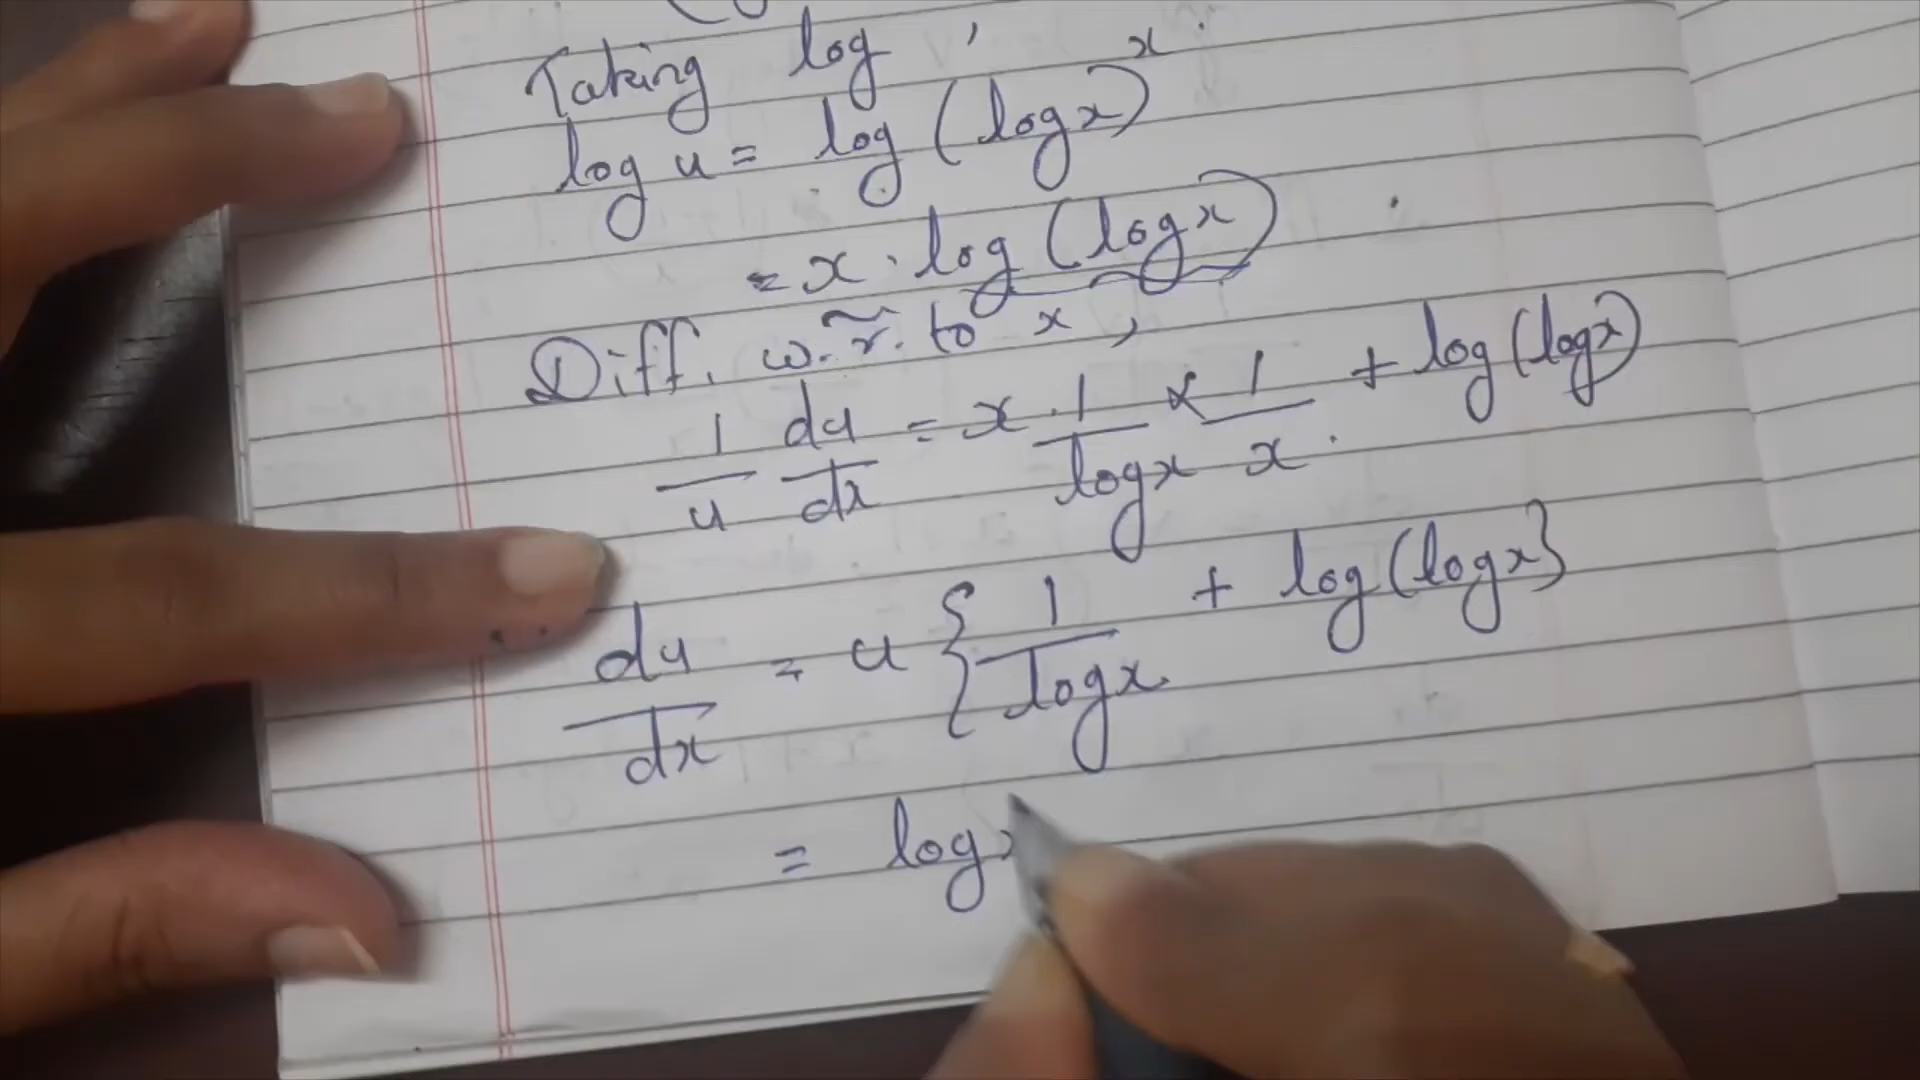 Taking log,
log u = log (log x)^x
= x · log (log x)
Diff. w.r. to x,
1/u du/dx = x · 1/log x × 1/x + log (log x)
du/dx = u { 1/log x + log (log x}
= log x